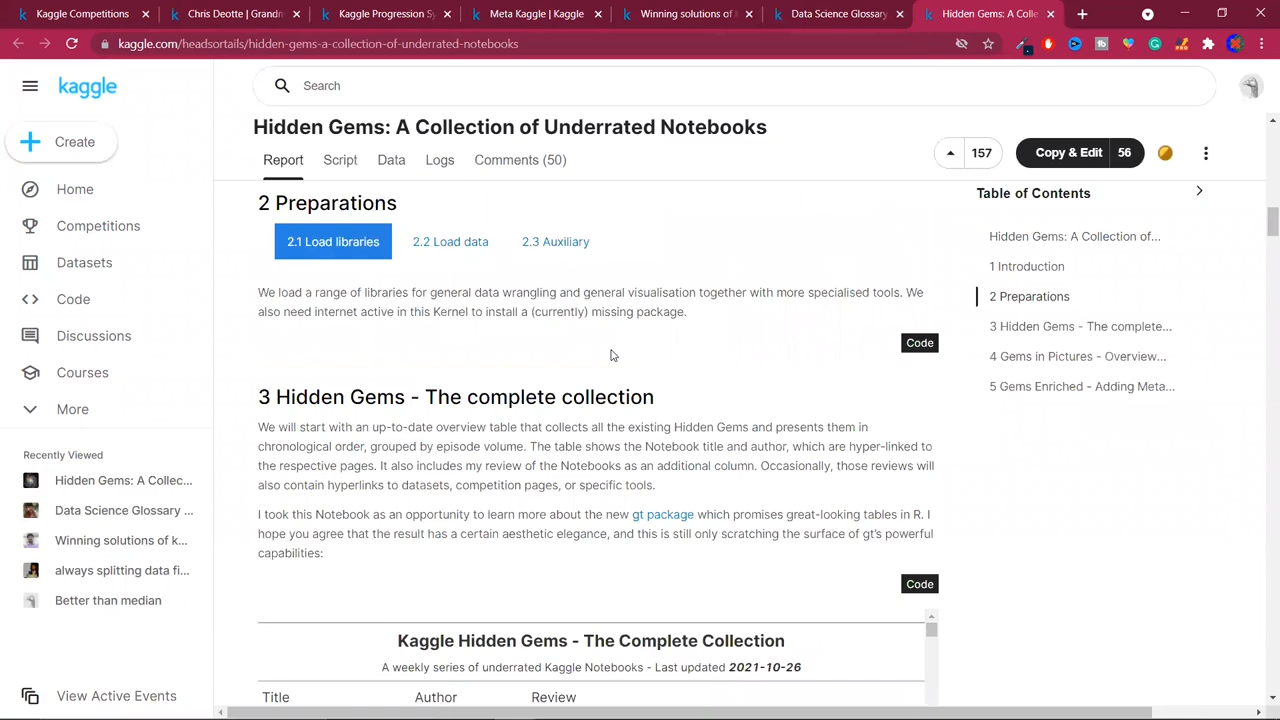 Kaggle Competitions
Chris Deotte | Grandm
Kaggle Progression Sy
Meta Kaggle | Kaggle
Winning solutions of k
Data Science Glossary
Hidden Gems: A Colle
kaggle.com/headsortails/hidden-gems-a-collection-of-underrated-notebooks
kaggle
Search
Create
Home
Competitions
Datasets
Code
Discussions
Courses
More
Recently Viewed
Hidden Gems: A Collec...
Data Science Glossary ...
Winning solutions of k...
always splitting data fi...
Better than median
View Active Events
Hidden Gems: A Collection of Underrated Notebooks
Report Script Data Logs Comments (50)
157
Copy & Edit 56
2 Preparations
2.1 Load libraries 2.2 Load data 2.3 Auxiliary
We load a range of libraries for general data wrangling and general visualisation together with more specialised tools. We
also need internet active in this Kernel to install a (currently) missing package.
Code
3 Hidden Gems - The complete collection
We will start with an up-to-date overview table that collects all the existing Hidden Gems and presents them in
chronological order, grouped by episode volume. The table shows the Notebook title and author, which are hyper-linked to
the respective pages. It also includes my review of the Notebooks as an additional column. Occasionally, those reviews will
also contain hyperlinks to datasets, competition pages, or specific tools.
I took this Notebook as an opportunity to learn more about the new gt package which promises great-looking tables in R. I
hope you agree that the result has a certain aesthetic elegance, and this is still only scratching the surface of gt's powerful
capabilities:
Code
Kaggle Hidden Gems - The Complete Collection
A weekly series of underrated Kaggle Notebooks - Last updated 2021-10-26
Title Author Review
Table of Contents
Hidden Gems: A Collection of...
1 Introduction
2 Preparations
3 Hidden Gems - The complete...
4 Gems in Pictures - Overview...
5 Gems Enriched - Adding Meta...